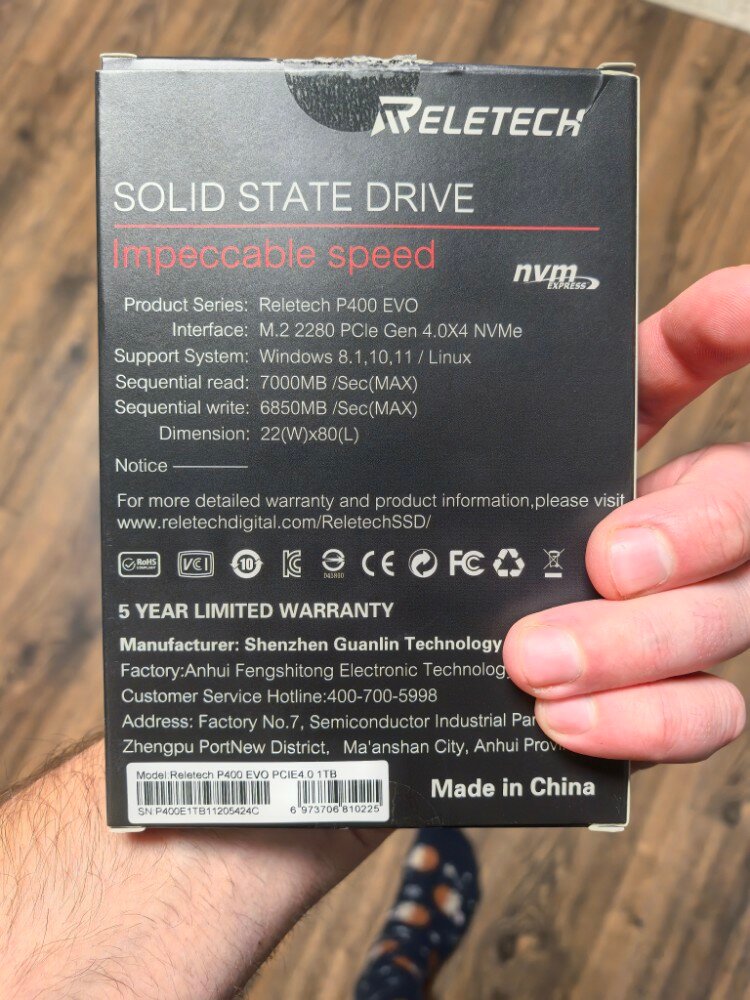 RELETECH
SOLID STATE DRIVE
Impeccable speed
nvm
EXPRESS
Product Series: Reletech P400 EVO
Interface: M.2 2280 PCIe Gen 4.0X4 NVMe
Support System: Windows 8.1,10,11 / Linux
Sequential read: 7000MB /Sec(MAX)
Sequential write: 6850MB /Sec(MAX)
Dimension: 22(W)x80(L)
Notice
For more detailed warranty and product information,please visit
www.reletechdigital.com/ReletechSSD/
RoHS VCI 10 CE FC
5 YEAR LIMITED WARRANTY
Manufacturer: Shenzhen Guanlin Technology
Factory:Anhui Fengshitong Electronic
Customer Service Hotline:400-700-5998
Address: Factory No.7, Semiconductor Industrial
Zhengpu PortNew District, Ma'anshan City, Anhui
Model:Reletech P400 EVO PCIE4.0 1TB
SN:P400E1TB11205424C
6 973706 810225
Made in China